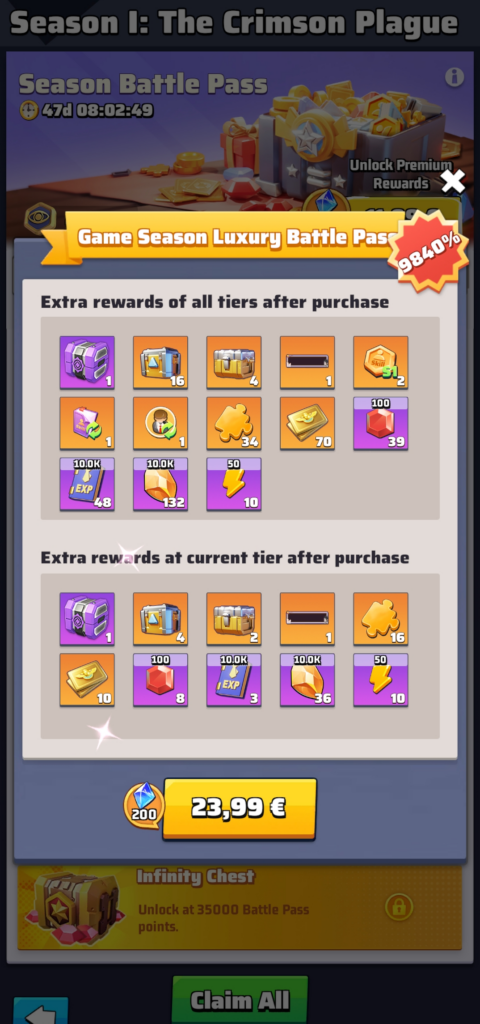 Season I: The Crimson Plague
Season Battle Pass
47d 08:02:49
Unlock Premium
Rewards
Game Season Luxury Battle Pass
9840%
Extra rewards of all tiers after purchase
1
16
4
1
51
2
1
1
34
70
100
39
10.0K
EXP
48
10.0K
132
50
10
Extra rewards at current tier after purchase
1
4
2
1
16
10
100
8
10.0K
EXP
3
10.0K
36
50
10
200
23,99 €
Infinity Chest
Unlock at 35000 Battle Pass
points.
Claim All